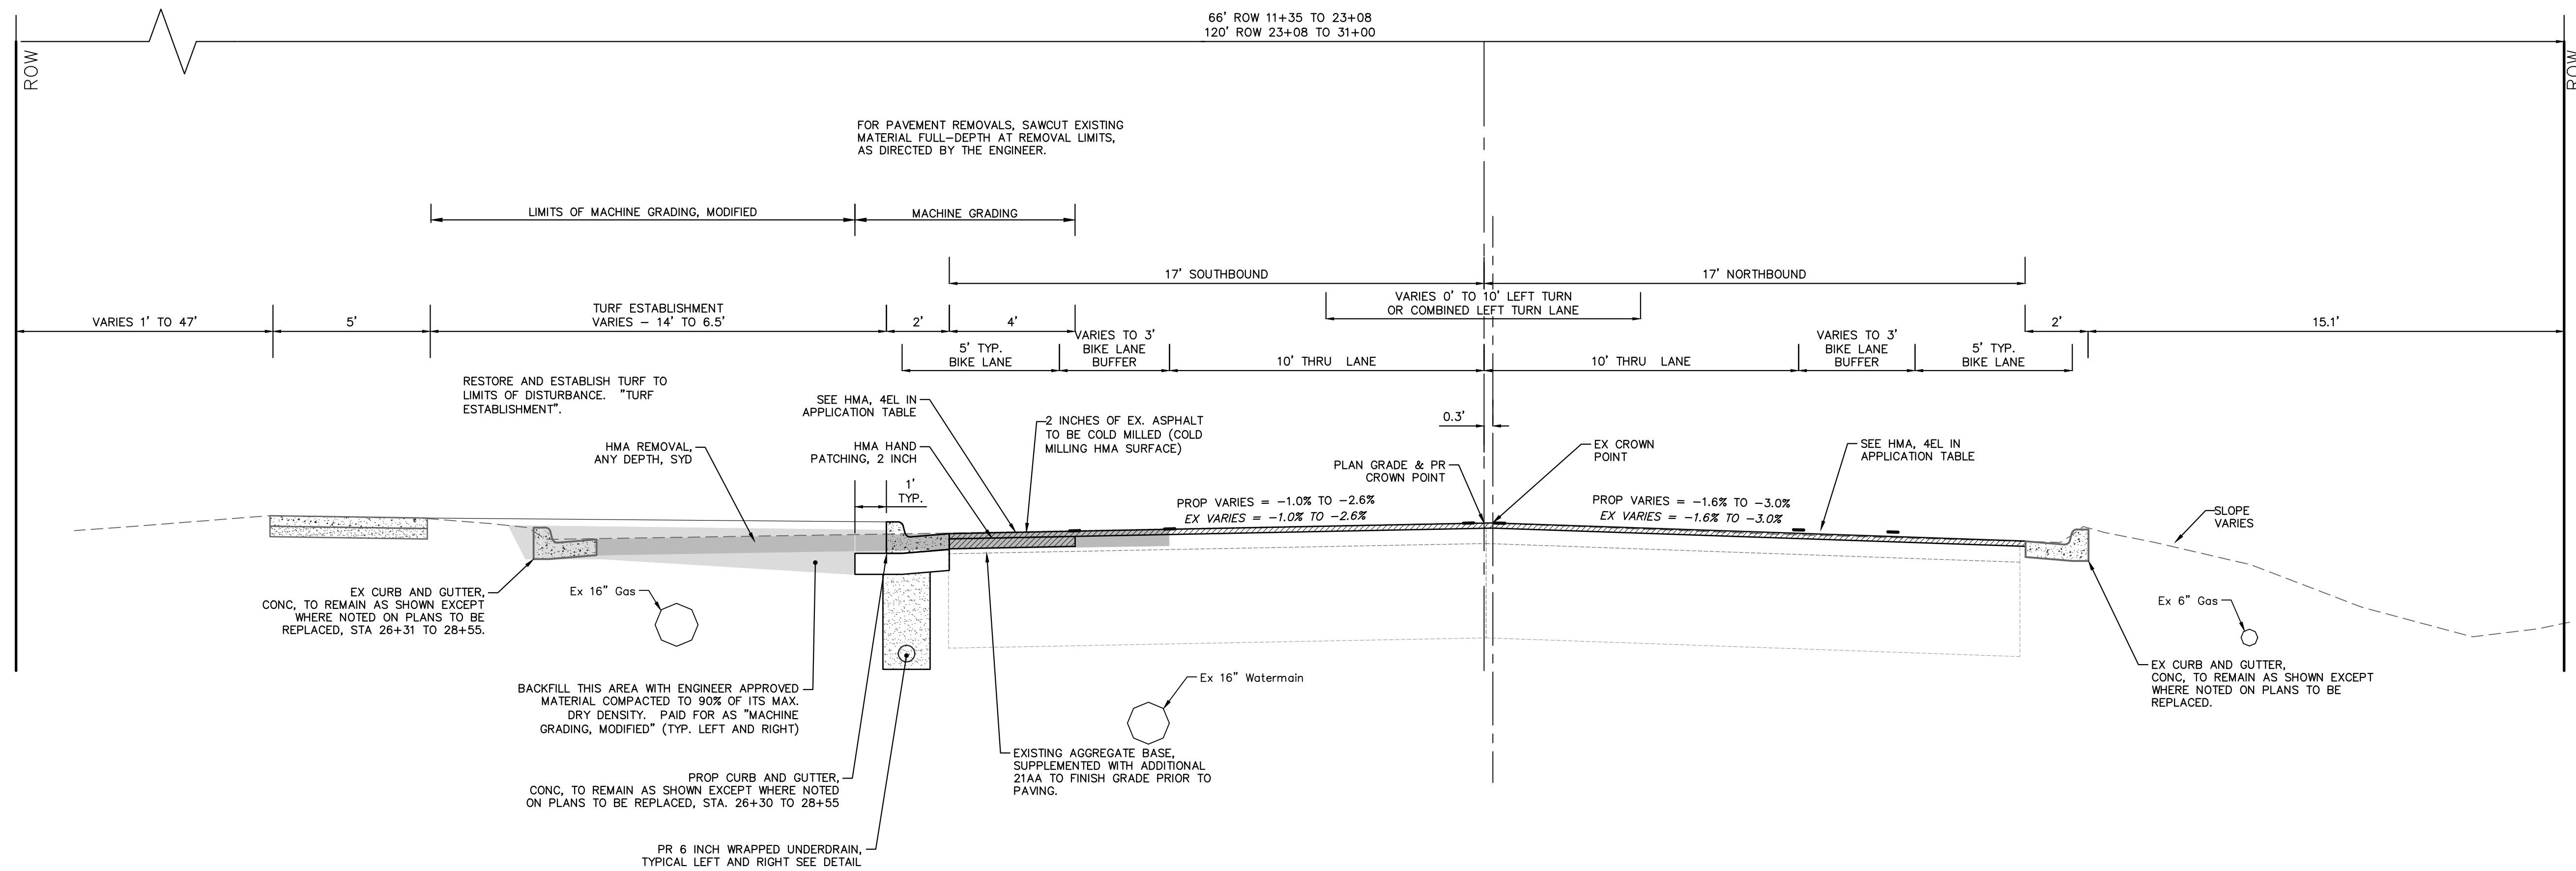 66' ROW 11+35 TO 23+08
120' ROW 23+08 TO 31+00
ROW
ROW
FOR PAVEMENT REMOVALS, SAWCUT EXISTING
MATERIAL FULL-DEPTH AT REMOVAL LIMITS,
AS DIRECTED BY THE ENGINEER.
LIMITS OF MACHINE GRADING, MODIFIED
MACHINE GRADING
17' SOUTHBOUND
17' NORTHBOUND
VARIES 0' TO 10' LEFT TURN
OR COMBINED LEFT TURN LANE
VARIES 1' TO 47'
5'
TURF ESTABLISHMENT
VARIES - 14' TO 6.5'
2'
4'
2'
15.1'
5' TYP.
BIKE LANE
VARIES TO 3'
BIKE LANE
BUFFER
10' THRU LANE
10' THRU LANE
VARIES TO 3'
BIKE LANE
BUFFER
5' TYP.
BIKE LANE
RESTORE AND ESTABLISH TURF TO
LIMITS OF DISTURBANCE. "TURF
ESTABLISHMENT".
SEE HMA, 4EL IN
APPLICATION TABLE
2 INCHES OF EX. ASPHALT
TO BE COLD MILLED (COLD
MILLING HMA SURFACE)
0.3'
HMA REMOVAL,
ANY DEPTH, SYD
HMA HAND
PATCHING, 2 INCH
1'
TYP.
PLAN GRADE & PR
CROWN POINT
EX CROWN
POINT
SEE HMA, 4EL IN
APPLICATION TABLE
PROP VARIES = -1.0% TO -2.6%
EX VARIES = -1.0% TO -2.6%
PROP VARIES = -1.6% TO -3.0%
EX VARIES = -1.6% TO -3.0%
SLOPE
VARIES
EX CURB AND GUTTER,
CONC, TO REMAIN AS SHOWN EXCEPT
WHERE NOTED ON PLANS TO BE
REPLACED, STA 26+31 TO 28+55.
Ex 16" Gas
Ex 6" Gas
Ex 16" Watermain
EX CURB AND GUTTER,
CONC, TO REMAIN AS SHOWN EXCEPT
WHERE NOTED ON PLANS TO BE
REPLACED.
BACKFILL THIS AREA WITH ENGINEER APPROVED
MATERIAL COMPACTED TO 90% OF ITS MAX.
DRY DENSITY. PAID FOR AS "MACHINE
GRADING, MODIFIED" (TYP. LEFT AND RIGHT)
EXISTING AGGREGATE BASE,
SUPPLEMENTED WITH ADDITIONAL
21AA TO FINISH GRADE PRIOR TO
PAVING.
PROP CURB AND GUTTER,
CONC, TO REMAIN AS SHOWN EXCEPT WHERE NOTED
ON PLANS TO BE REPLACED, STA. 26+30 TO 28+55
PR 6 INCH WRAPPED UNDERDRAIN,
TYPICAL LEFT AND RIGHT SEE DETAIL